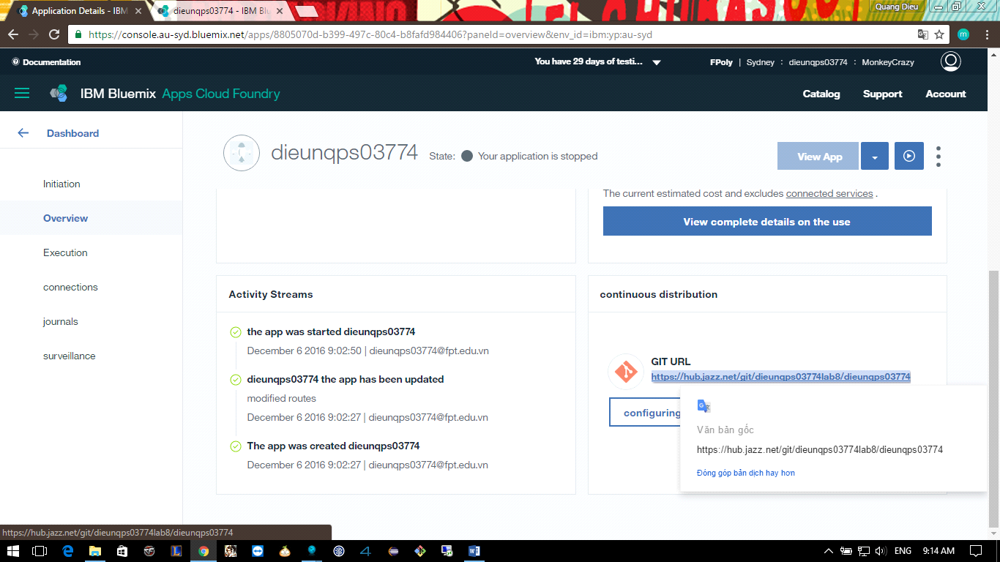 Application Details - IBM
dieunqps03774 - IBM Blu
Quang Dieu
https://console.au-syd.bluemix.net/apps/8805070d-b399-497c-80c4-b8fafd984406?paneId=overview&env_id=ibm:yp:au-syd
m
Documentation
You have 29 days of testi...
FPoly | Sydney : dieunqps03774 : MonkeyCrazy
IBM Bluemix Apps Cloud Foundry
Catalog Support Account
Dashboard
Initiation
Overview
Execution
connections
journals
surveillance
dieunqps03774 State: Your application is stopped
View App
The current estimated cost and excludes connected services .
View complete details on the use
Activity Streams
the app was started dieunqps03774
December 6 2016 9:02:50 | dieunqps03774@fpt.edu.vn
dieunqps03774 the app has been updated
modified routes
December 6 2016 9:02:27 | dieunqps03774@fpt.edu.vn
The app was created dieunqps03774
December 6 2016 9:02:27 | dieunqps03774@fpt.edu.vn
continuous distribution
GIT URL
https://hub.jazz.net/git/dieunqps03774lab8/dieunqps03774
configuring
Văn bản gốc
https://hub.jazz.net/git/dieunqps03774lab8/dieunqps03774
Đóng góp bản dịch hay hơn
https://hub.jazz.net/git/dieunqps03774lab8/dieunqps03774
ENG 9:14 AM